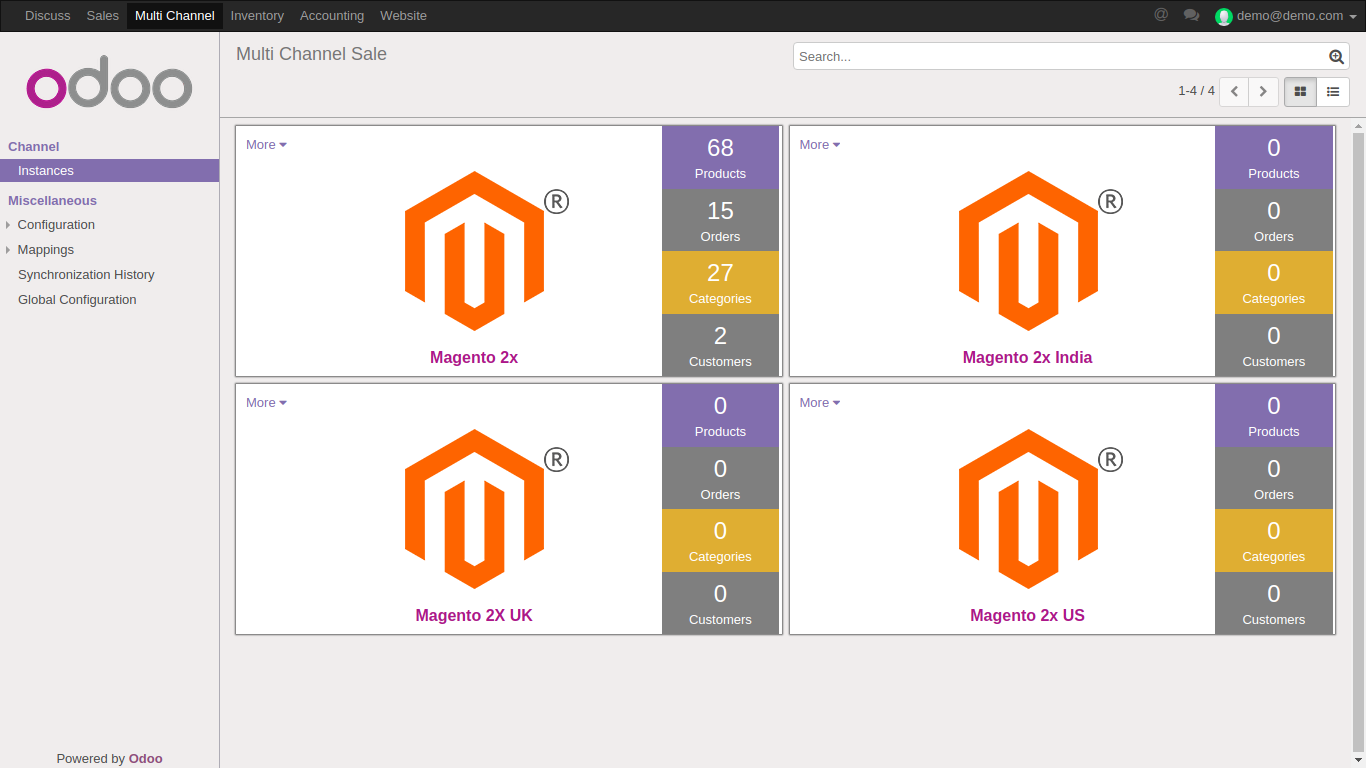 Discuss Sales Multi Channel Inventory Accounting Website @ demo@demo.com
odoo
Channel
Instances
Miscellaneous
Configuration
Mappings
Synchronization History
Global Configuration
Powered by Odoo
Multi Channel Sale
Search...
1-4 / 4
More
68
Products
15
Orders
27
Categories
2
Customers
®
Magento 2x
More
0
Products
0
Orders
0
Categories
0
Customers
®
Magento 2x India
More
0
Products
0
Orders
0
Categories
0
Customers
®
Magento 2X UK
More
0
Products
0
Orders
0
Categories
0
Customers
®
Magento 2x US